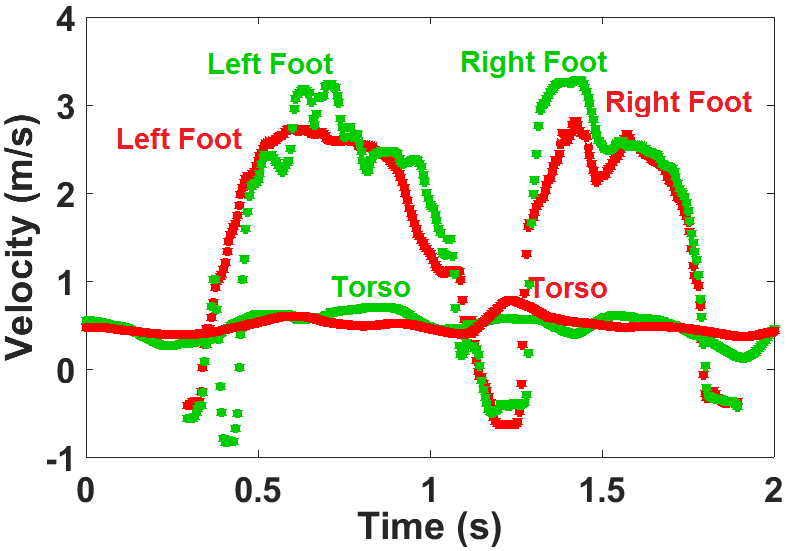 4
Left Foot
Right Foot
3
Right Foot
Left Foot
Velocity (m/s)
2
1
Torso
Torso
0
-1
0
0.5
1
1.5
2
Time (s)